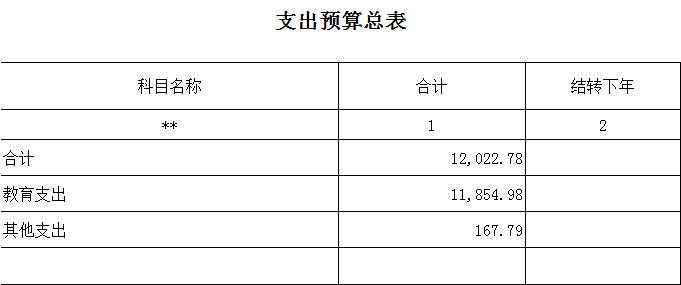 支出预算总表
科目名称 合计 结转下年
** 1 2
合计 12,022.78
教育支出 11,854.98
其他支出 167.79